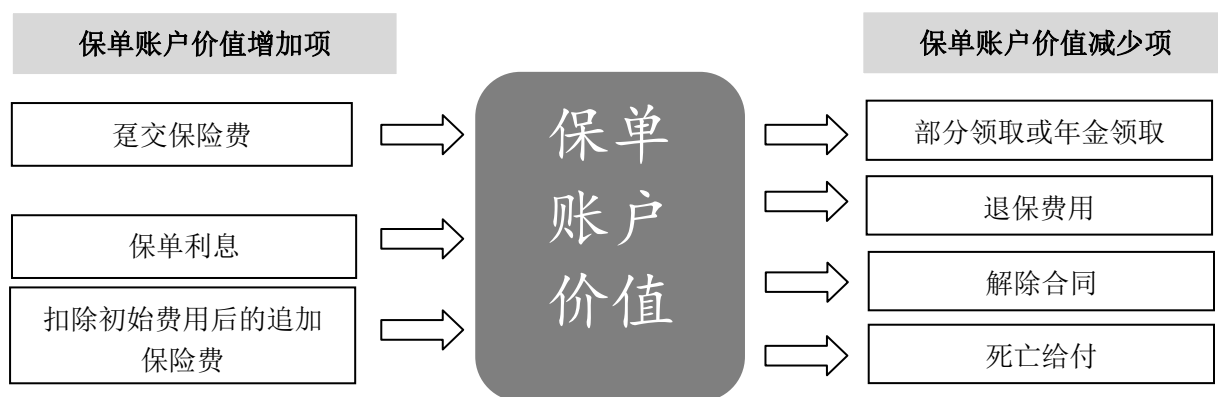 保单账户价值增加项
趸交保险费
保单利息
扣除初始费用后的追加
保险费
保单
账户
价值
保单账户价值减少项
部分领取或年金领取
退保费用
解除合同
死亡给付